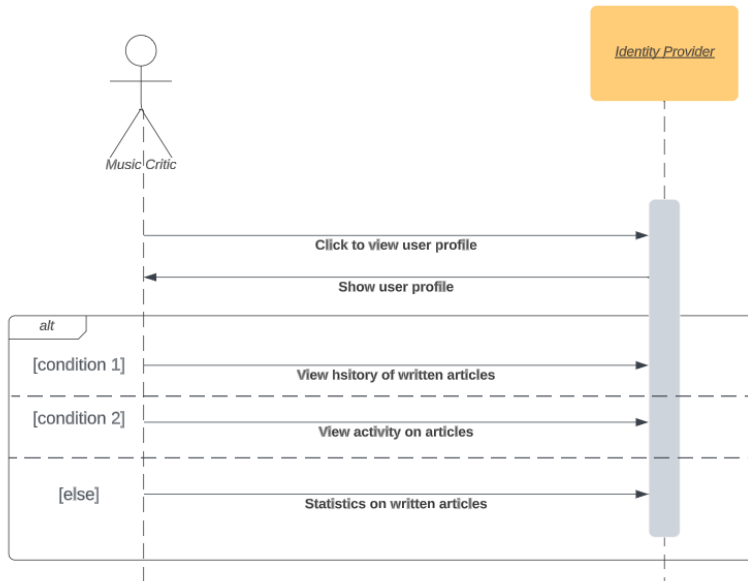 Identity Provider
Music Critic
Click to view user profile
Show user profile
alt
[condition 1]
View hsitory of written articles
[condition 2]
View activity on articles
[else]
Statistics on written articles